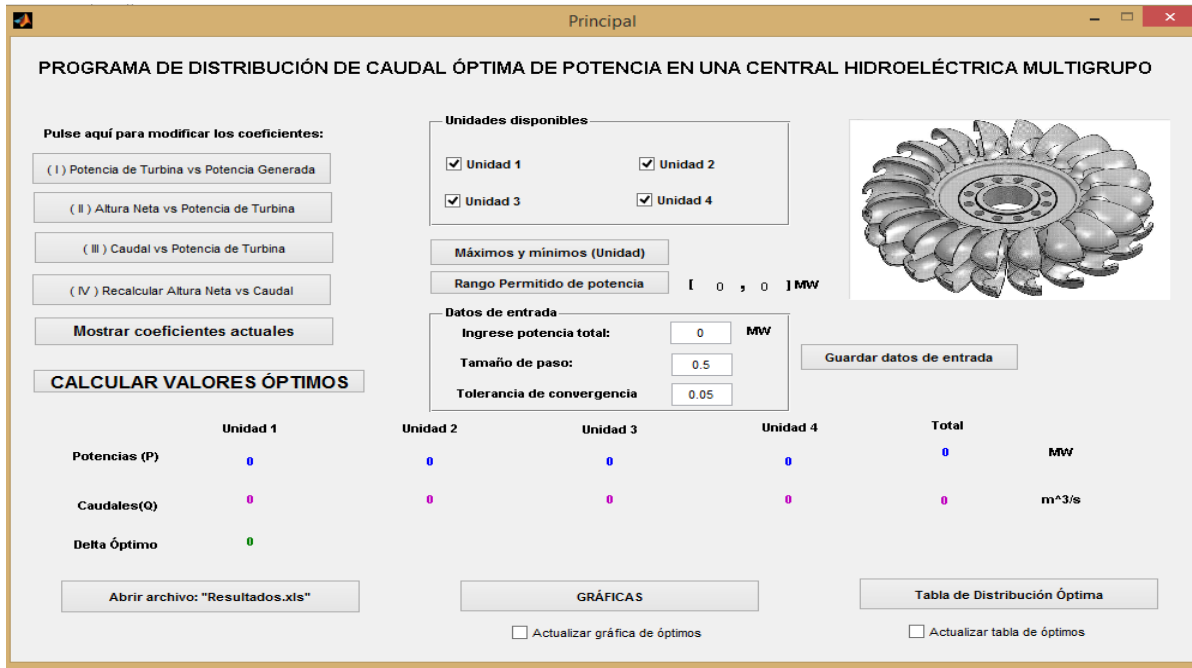 Principal
PROGRAMA DE DISTRIBUCIÓN DE CAUDAL ÓPTIMA DE POTENCIA EN UNA CENTRAL HIDROELÉCTRICA MULTIGRUPO
Pulse aquí para modificar los coeficientes:
( I ) Potencia de Turbina vs Potencia Generada
( II ) Altura Neta vs Potencia de Turbina
( III ) Caudal vs Potencia de Turbina
( IV ) Recalcular Altura Neta vs Caudal
Mostrar coeficientes actuales
CALCULAR VALORES ÓPTIMOS
Unidades disponibles
Unidad 1 Unidad 2
Unidad 3 Unidad 4
Máximos y mínimos (Unidad)
Rango Permitido de potencia [ 0 , 0 ] MW
Datos de entrada
Ingrese potencia total: 0 MW
Tamaño de paso: 0.5
Tolerancia de convergencia 0.05
Guardar datos de entrada
Unidad 1 Unidad 2 Unidad 3 Unidad 4 Total
Potencias (P) 0 0 0 0 0 MW
Caudales(Q) 0 0 0 0 0 m^3/s
Delta Óptimo 0
Abrir archivo: "Resultados.xls" GRÁFICAS Tabla de Distribución Óptima
Actualizar gráfica de óptimos Actualizar tabla de óptimos